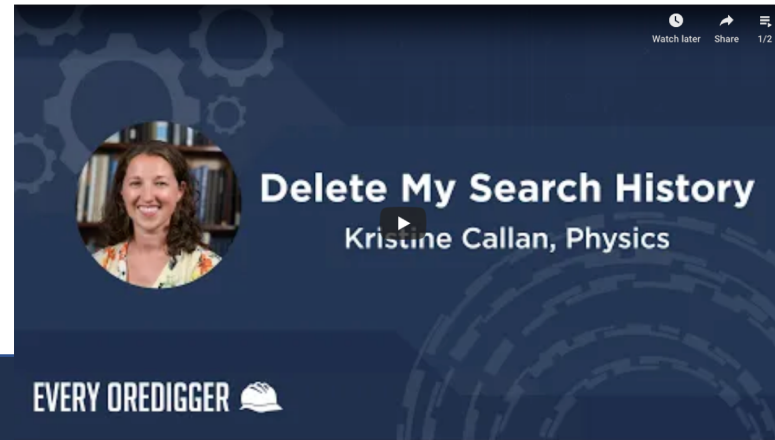 Watch later Share 1/2
Delete My Search History
Kristine Callan, Physics
EVERY OREDIGGER